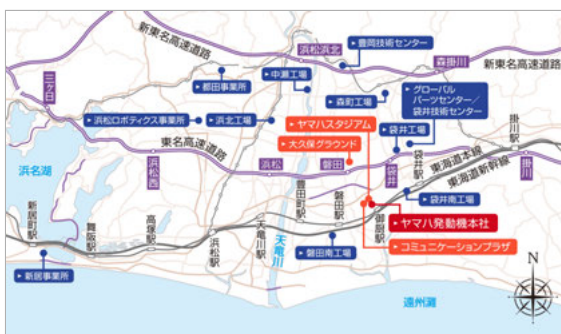 新東名高速道路
浜松浜北
豊岡技術センター
森掛川
新東名高速道路
三ヶ日
都田事業所
中瀬工場
森町工場
グローバル
パーツセンター/
袋井技術センター
浜松ロボティクス事業所
浜北工場
ヤマハスタジアム
袋井工場
掛川駅
東名高速道路
大久保グラウンド
浜名湖
浜松西
浜松
磐田
袋井
袋井駅
東海道本線
東海道新幹線
掛川
新居町駅
舞阪駅
高塚駅
浜松駅
天竜川駅
天竜川
豊田町駅
磐田駅
御厨駅
袋井南工場
ヤマハ発動機本社
コミュニケーションプラザ
磐田南工場
新居事業所
遠州灘
N